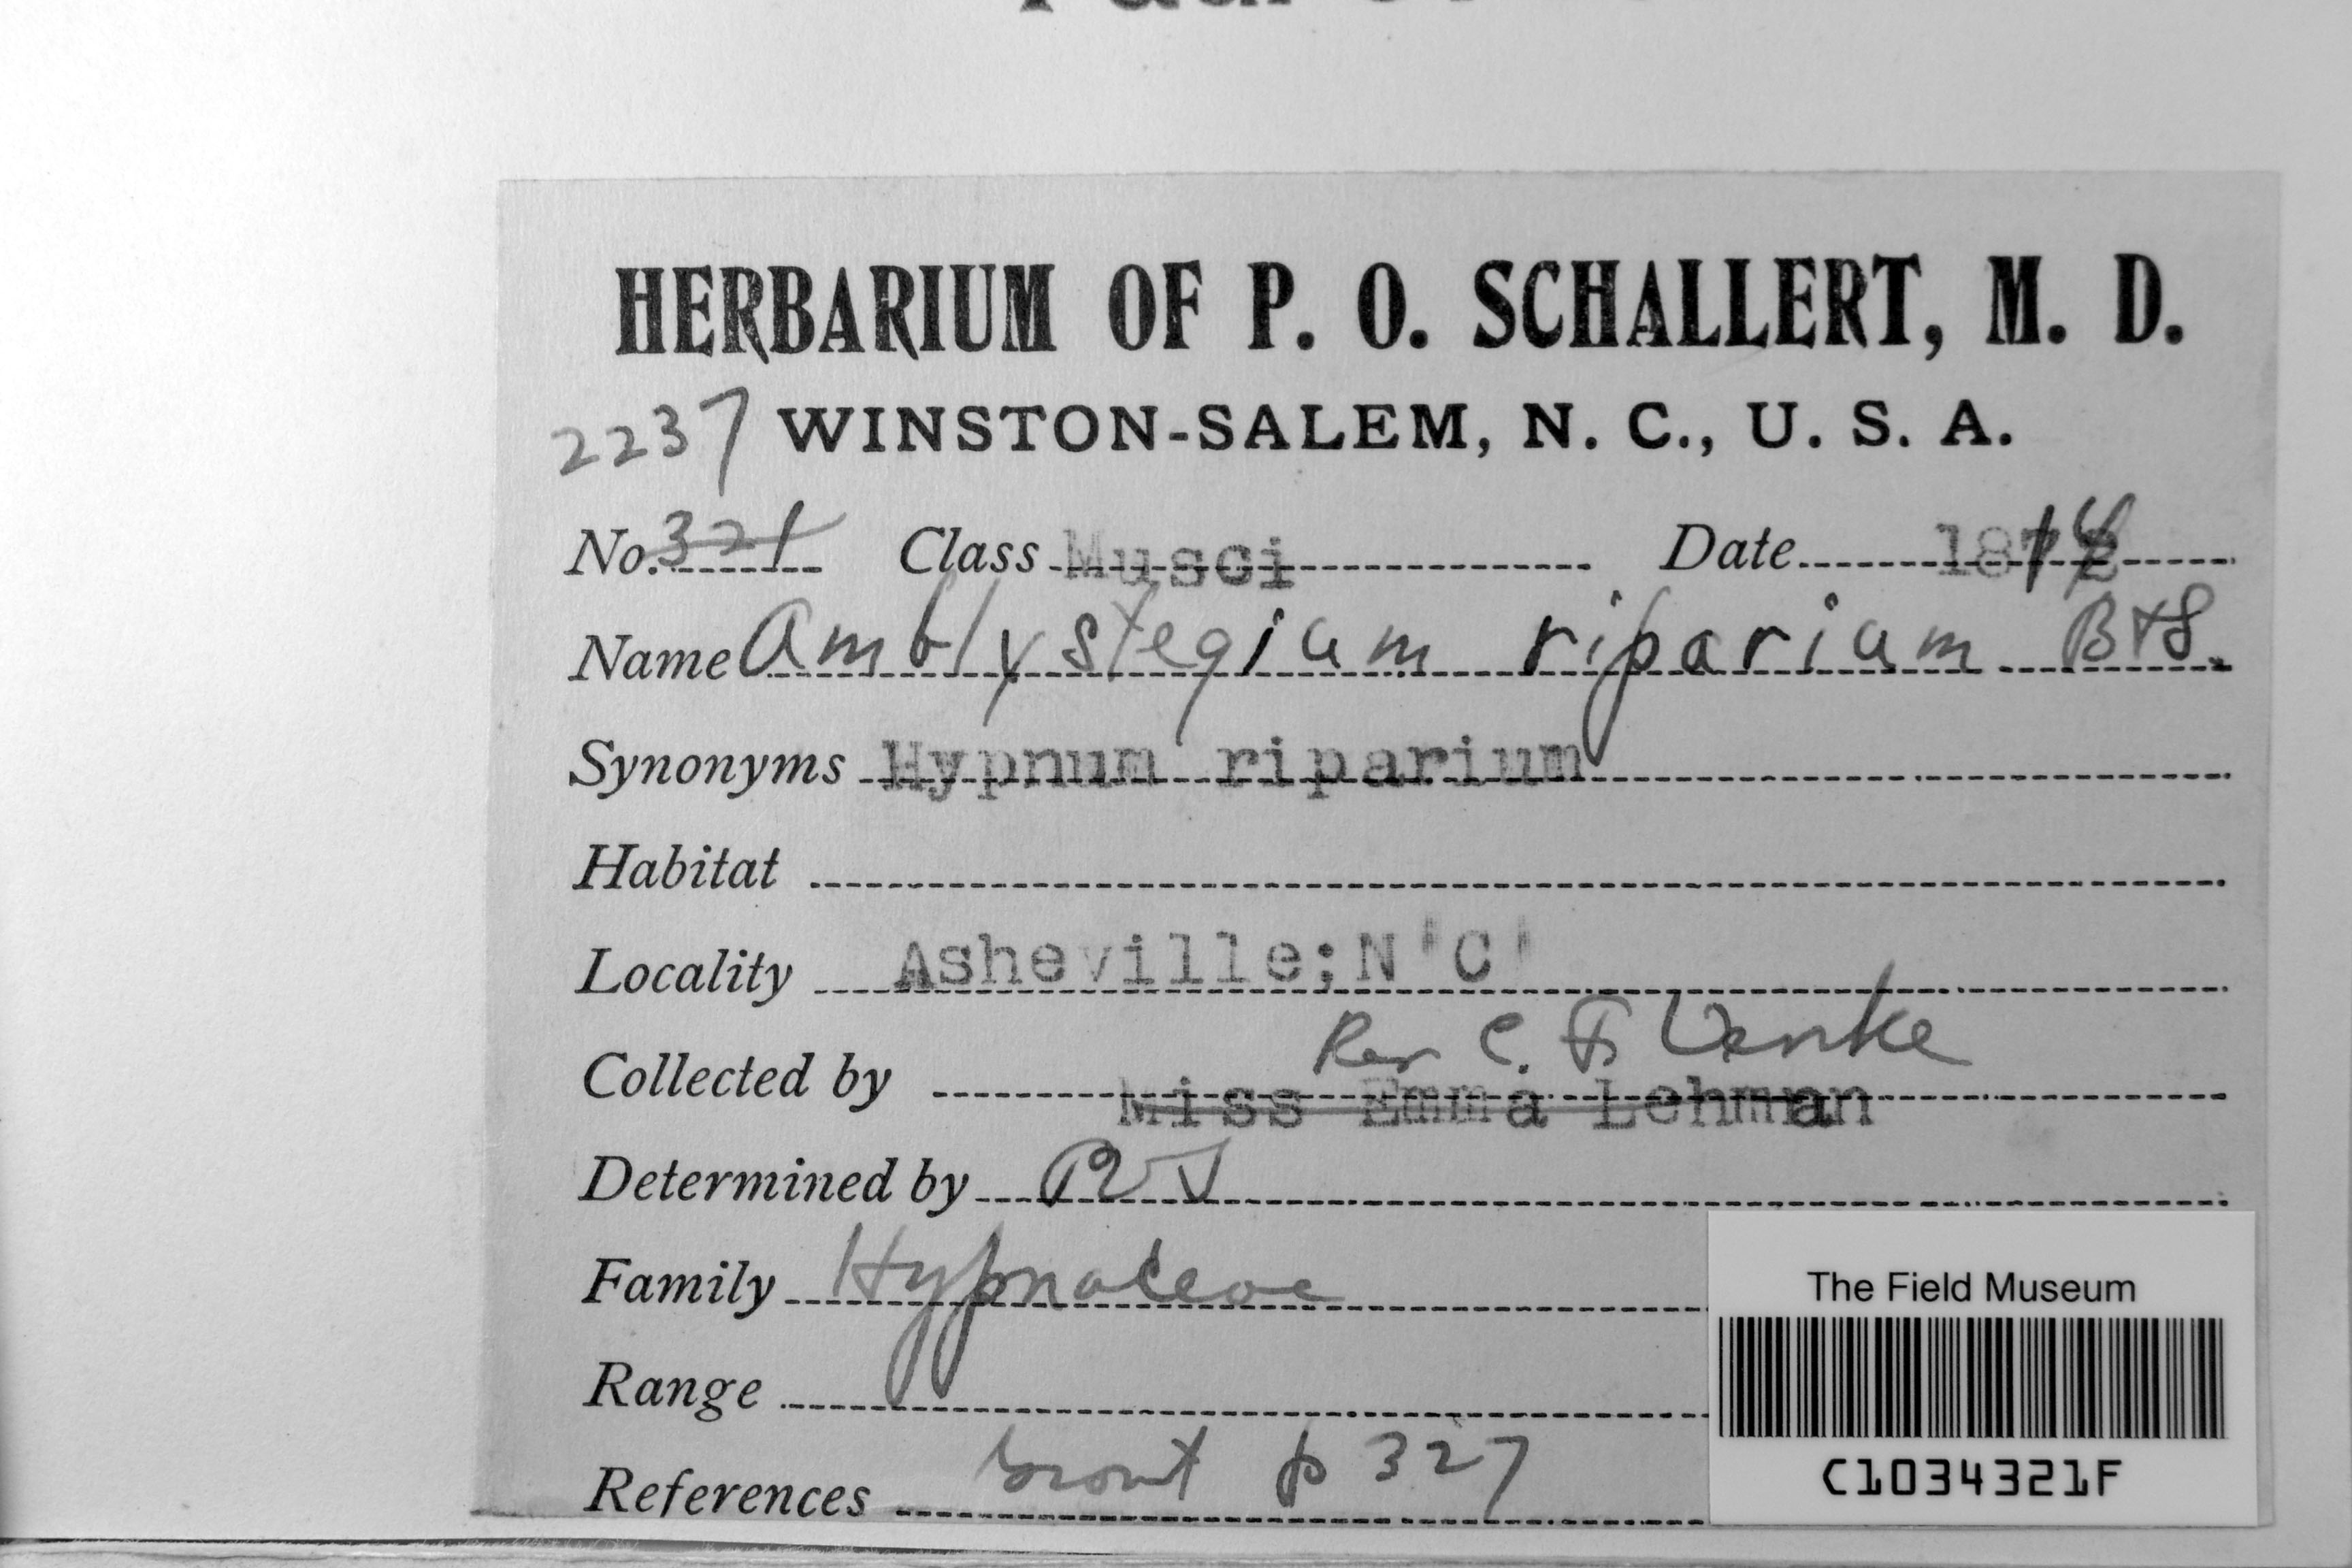 HERBARIUM OF P. O. SCHALLERT, M. D.
2237 WINSTON-SALEM, N. C., U. S. A.
No. 321 Class Musci Date 18
Name Amblystegium riparium B & S.
Synonyms Hypnum riparium
Habitat
Locality Asheville;N'C'
Rev C. F. Denke
Collected by Miss Emma Lehman
Determined by
Family Hypnaceae
Range
References Grout p 327
The Field Museum
C1034321F